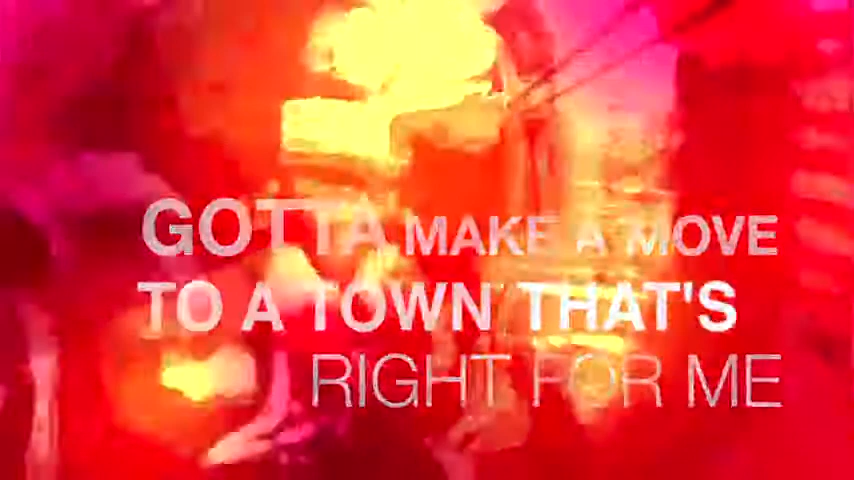 GOTTA MAKE A MOVE
TO A TOWN THAT'S
RIGHT FOR ME